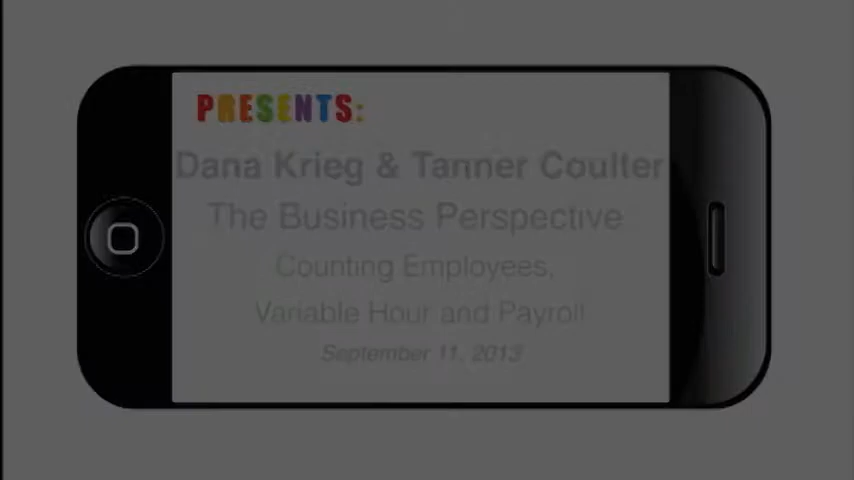 PRESENTS:
Dana Krieg & Tanner Coulter
The Business Perspective
Counting Employees,
Variable Hour and Payroll
September 11, 2013